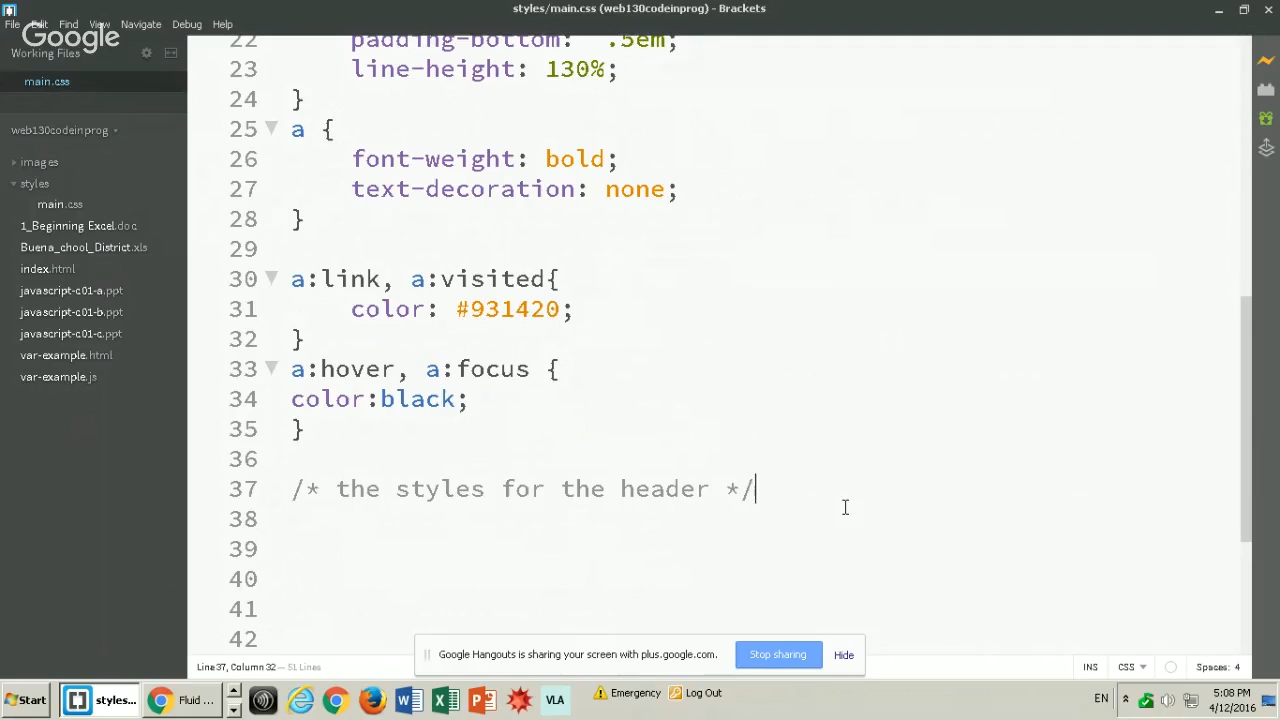 styles/main.css (web130codeinprog) - Brackets
File Edit Find View Navigate Debug Help
Google
Working Files
main.css
web130codeinprog
images
styles
main.css
1_Beginning Excel.doc
Buena_chool_District.xls
index.html
javascript-c01-a.ppt
javascript-c01-b.ppt
javascript-c01-c.ppt
var-example.html
var-example.js
22 padding-bottom: .5em;
23 line-height: 130%;
24 }
25 a {
26 font-weight: bold;
27 text-decoration: none;
28 }
29
30 a:link, a:visited{
31 color: #931420;
32 }
33 a:hover, a:focus {
34 color:black;
35 }
36
37 /* the styles for the header */
38
39
40
41
42
Google Hangouts is sharing your screen with plus.google.com. Stop sharing Hide
Line 37, Column 32 — 51 Lines INS CSS Spaces: 4
Start styles... Fluid ... VLA Emergency Log Out EN 5:08 PM
4/12/2016